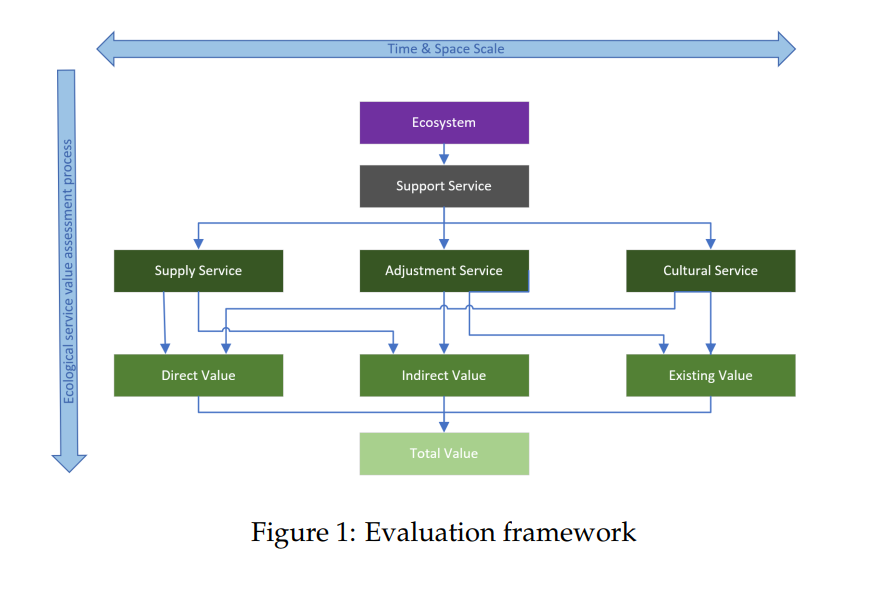 Time & Space Scale
Ecological service value assessment process
Ecosystem
Support Service
Supply Service
Adjustment Service
Cultural Service
Direct Value
Indirect Value
Existing Value
Total Value
Figure 1: Evaluation framework